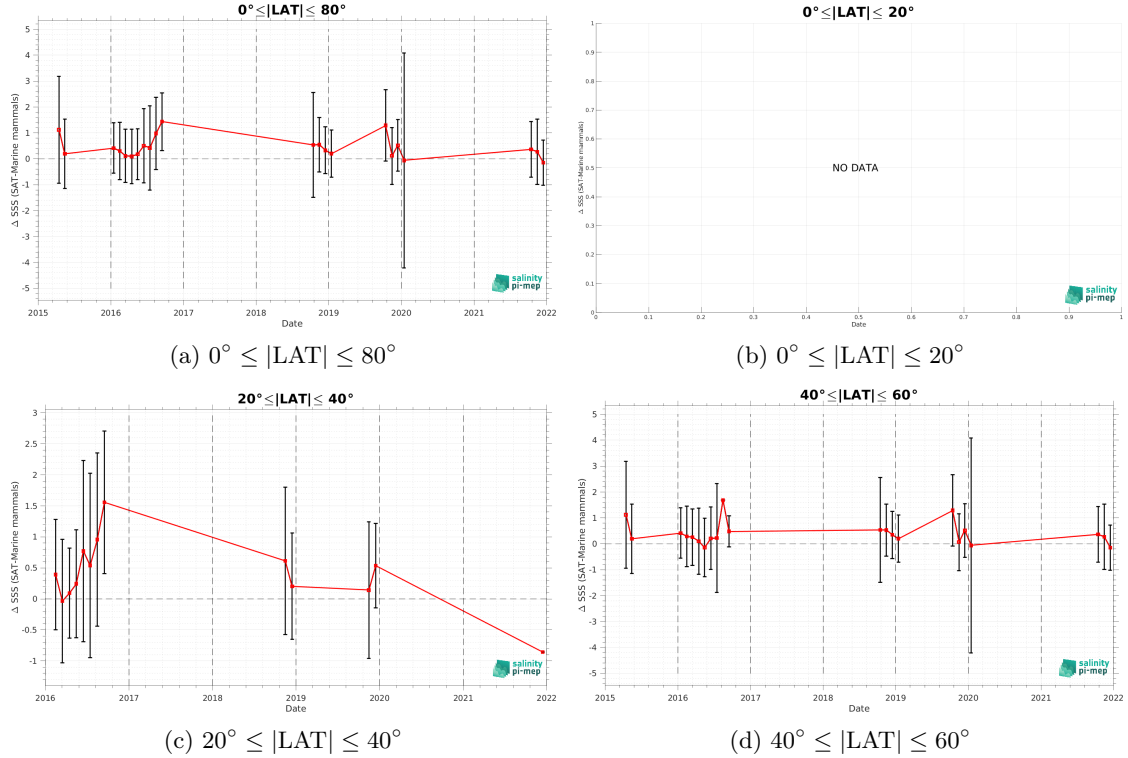 0°≤|LAT|≤ 80°
5
4
3
2
1
0
-1
-2
-3
-4
-5
Δ SSS (SAT-Marine mammals)
2015 2016 2017 2018 2019 2020 2021 2022
Date
salinity
pi-mep
(a) 0° ≤ |LAT| ≤ 80°
0°≤|LAT|≤ 20°
1
0.9
0.8
0.7
0.6
0.5
0.4
0.3
0.2
0.1
0
Δ SSS (SAT-Marine mammals)
NO DATA
0 0.1 0.2 0.3 0.4 0.5 0.6 0.7 0.8 0.9 1
Date
salinity
pi-mep
(b) 0° ≤ |LAT| ≤ 20°
20°≤|LAT|≤ 40°
3
2.5
2
1.5
1
0.5
0
-0.5
-1
Δ SSS (SAT-Marine mammals)
2016 2017 2018 2019 2020 2021 2022
Date
salinity
pi-mep
(c) 20° ≤ |LAT| ≤ 40°
40°≤|LAT|≤ 60°
5
4
3
2
1
0
-1
-2
-3
-4
-5
Δ SSS (SAT-Marine mammals)
2015 2016 2017 2018 2019 2020 2021 2022
Date
salinity
pi-mep
(d) 40° ≤ |LAT| ≤ 60°